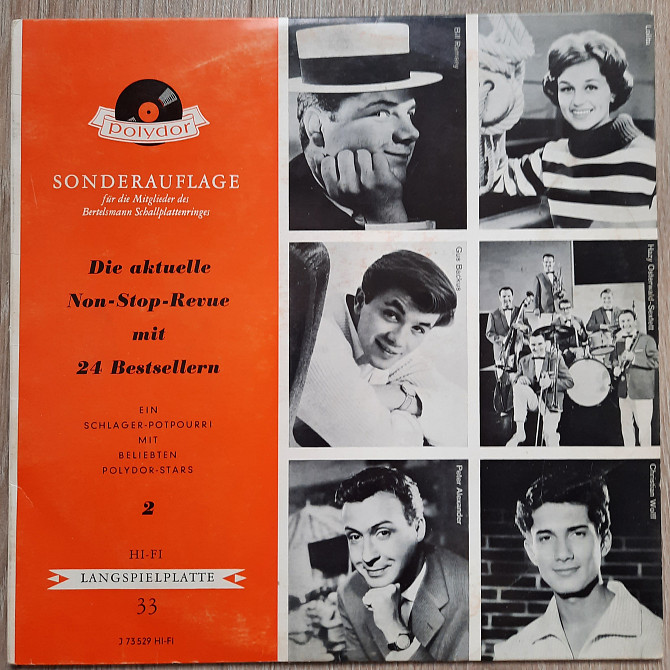 polydor
SONDERAUFLAGE
für die Mitglieder des
Bertelsmann Schallplattenringes
Die aktuelle
Non-Stop-Revue
mit
24 Bestsellern
EIN
SCHLAGER-POTPOURRI
MIT
BELIEBTEN
POLYDOR-STARS
2
HI-FI
LANGSPIELPLATTE
33
J 73 529 HI-FI
Bill Ramsey
Lolita
Gus Backus
Hazy Osterwald-Sextett
Peter Alexander
Christian Wolff